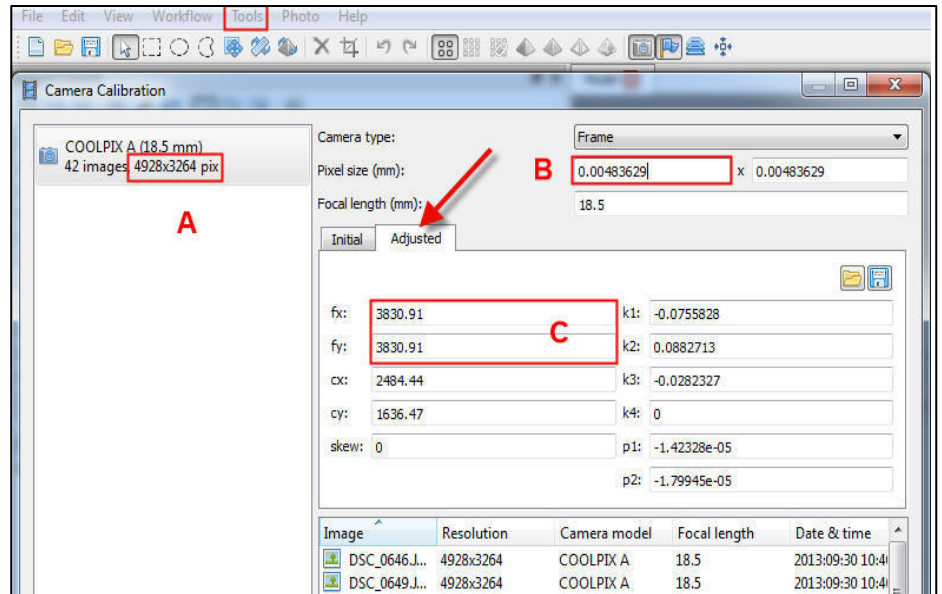 File Edit View Workflow Tools Photo Help
Camera Calibration
COOLPIX A (18.5 mm)
42 images, 4928x3264 pix
A
Camera type: Frame
Pixel size (mm): B 0.00483629 x 0.00483629
Focal length (mm): 18.5
Initial Adjusted
fx: 3830.91 k1: -0.0755828
C
fy: 3830.91 k2: 0.0882713
cx: 2484.44 k3: -0.0282327
cy: 1636.47 k4: 0
skew: 0 p1: -1.42328e-05
p2: -1.79945e-05
Image Resolution Camera model Focal length Date & time
DSC_0646.J... 4928x3264 COOLPIX A 18.5 2013:09:30 10:4
DSC_0649.J... 4928x3264 COOLPIX A 18.5 2013:09:30 10:4